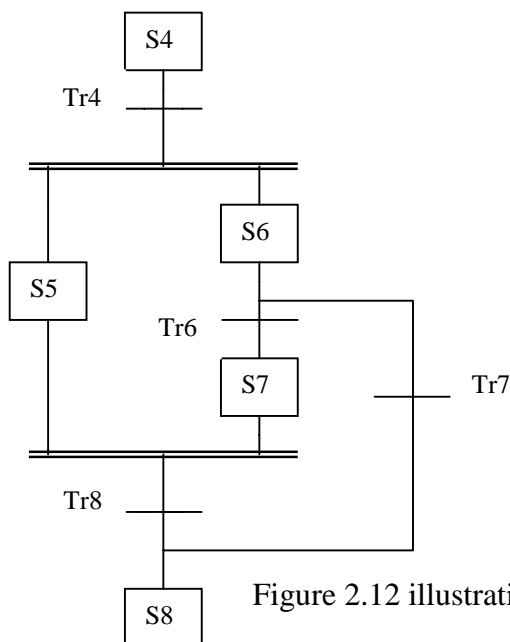 S4
Tr4
S6
S5
Tr6
S7
Tr7
Tr8
S8
Figure 2.12 illustrati